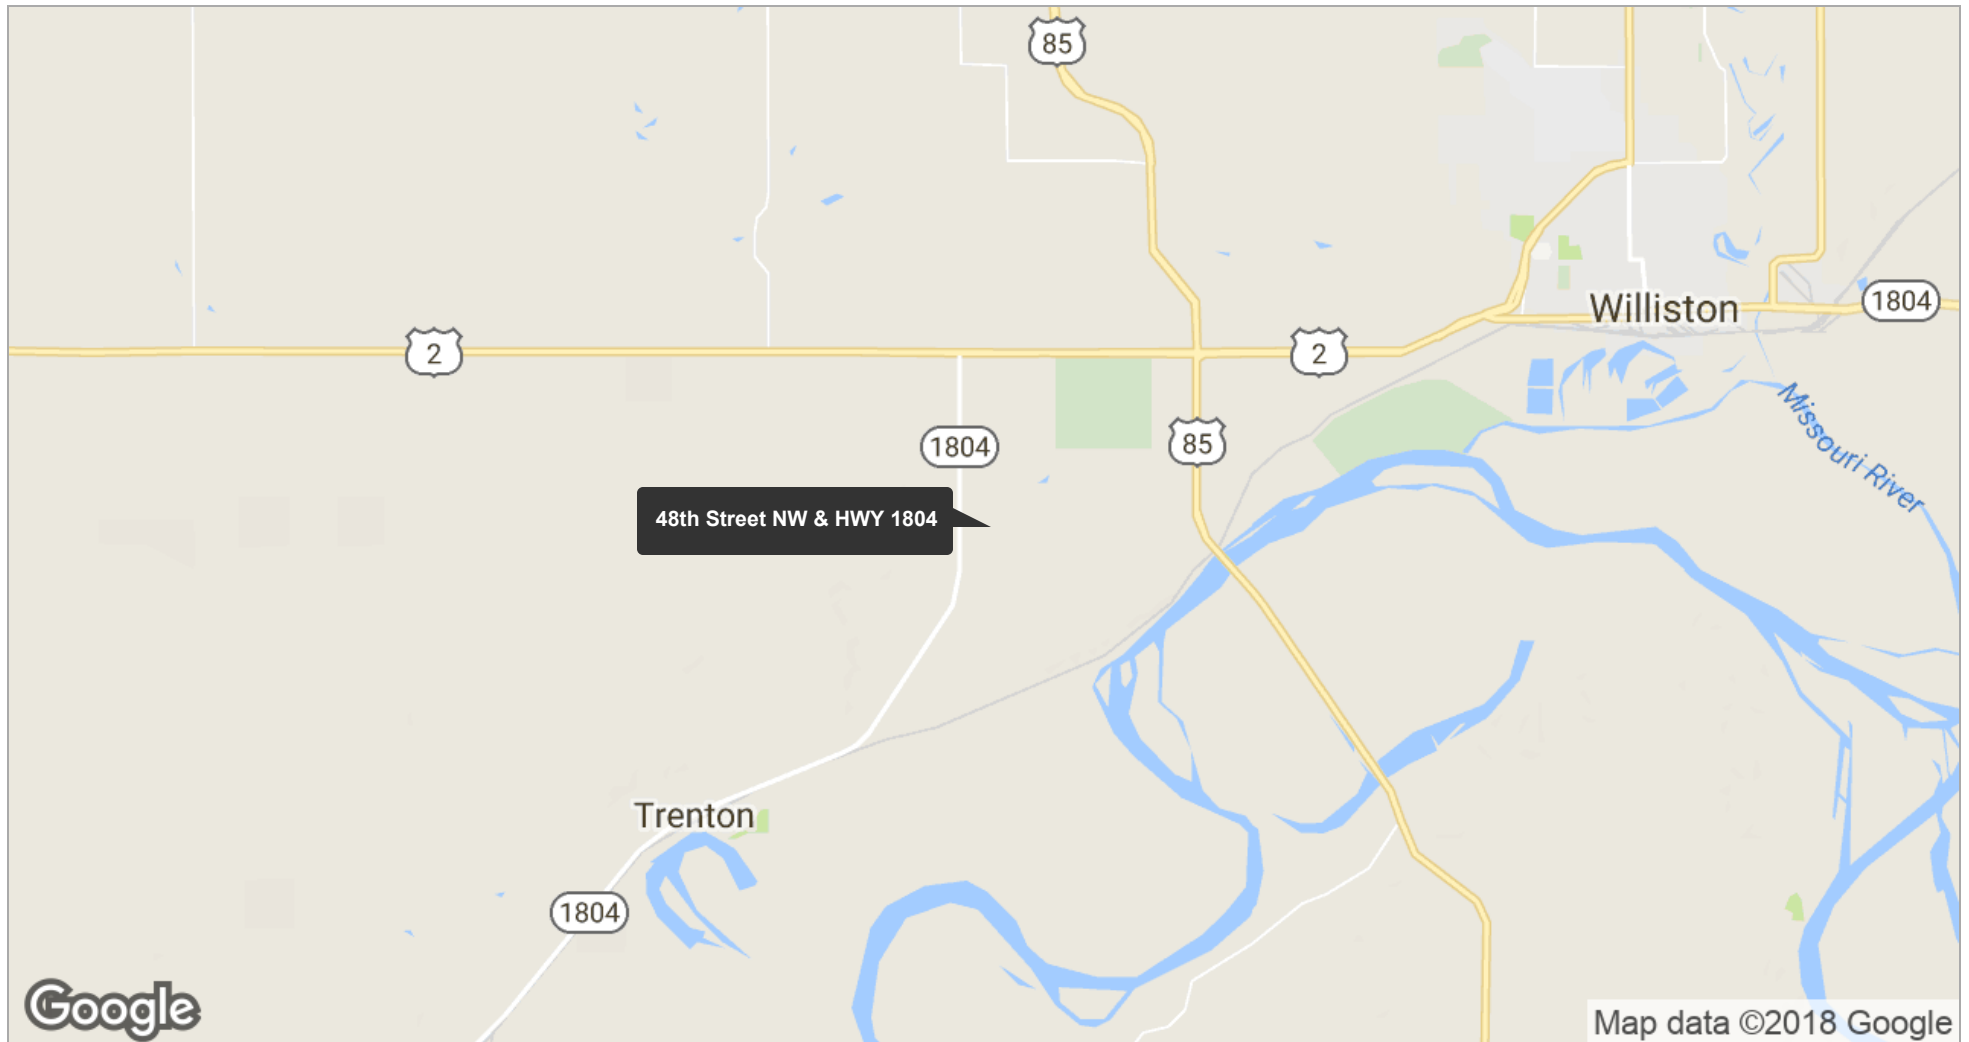 85
1804
Williston
2
2
1804
85
Missouri River
48th Street NW & HWY 1804
Trenton
1804
Google
Map data ©2018 Google